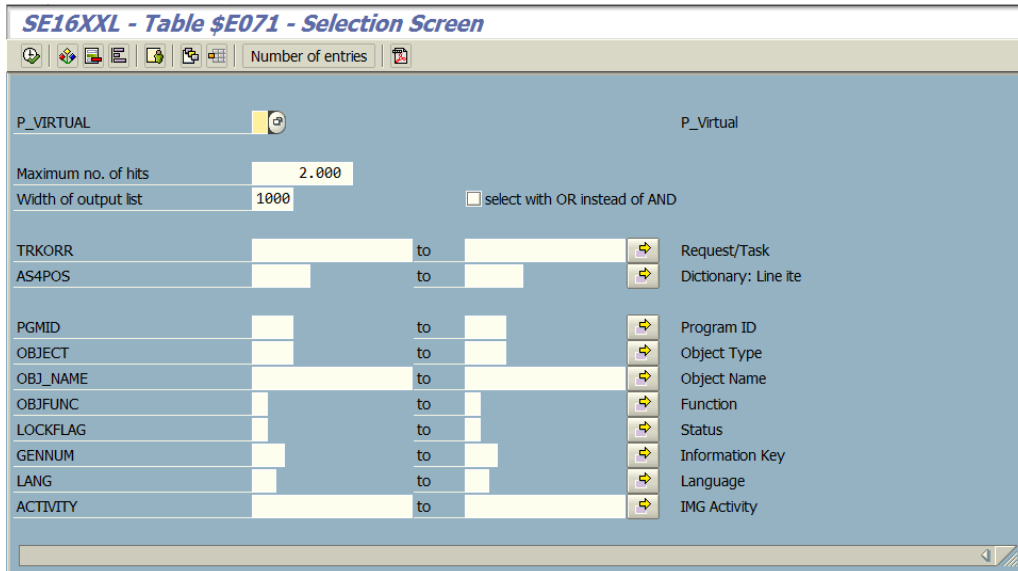 SE16XXL - Table $E071 - Selection Screen
Number of entries
P_VIRTUAL P_Virtual
Maximum no. of hits 2.000
Width of output list 1000 select with OR instead of AND
TRKORR to Request/Task
AS4POS to Dictionary: Line ite
PGMID to Program ID
OBJECT to Object Type
OBJ_NAME to Object Name
OBJFUNC to Function
LOCKFLAG to Status
GENNUM to Information Key
LANG to Language
ACTIVITY to IMG Activity